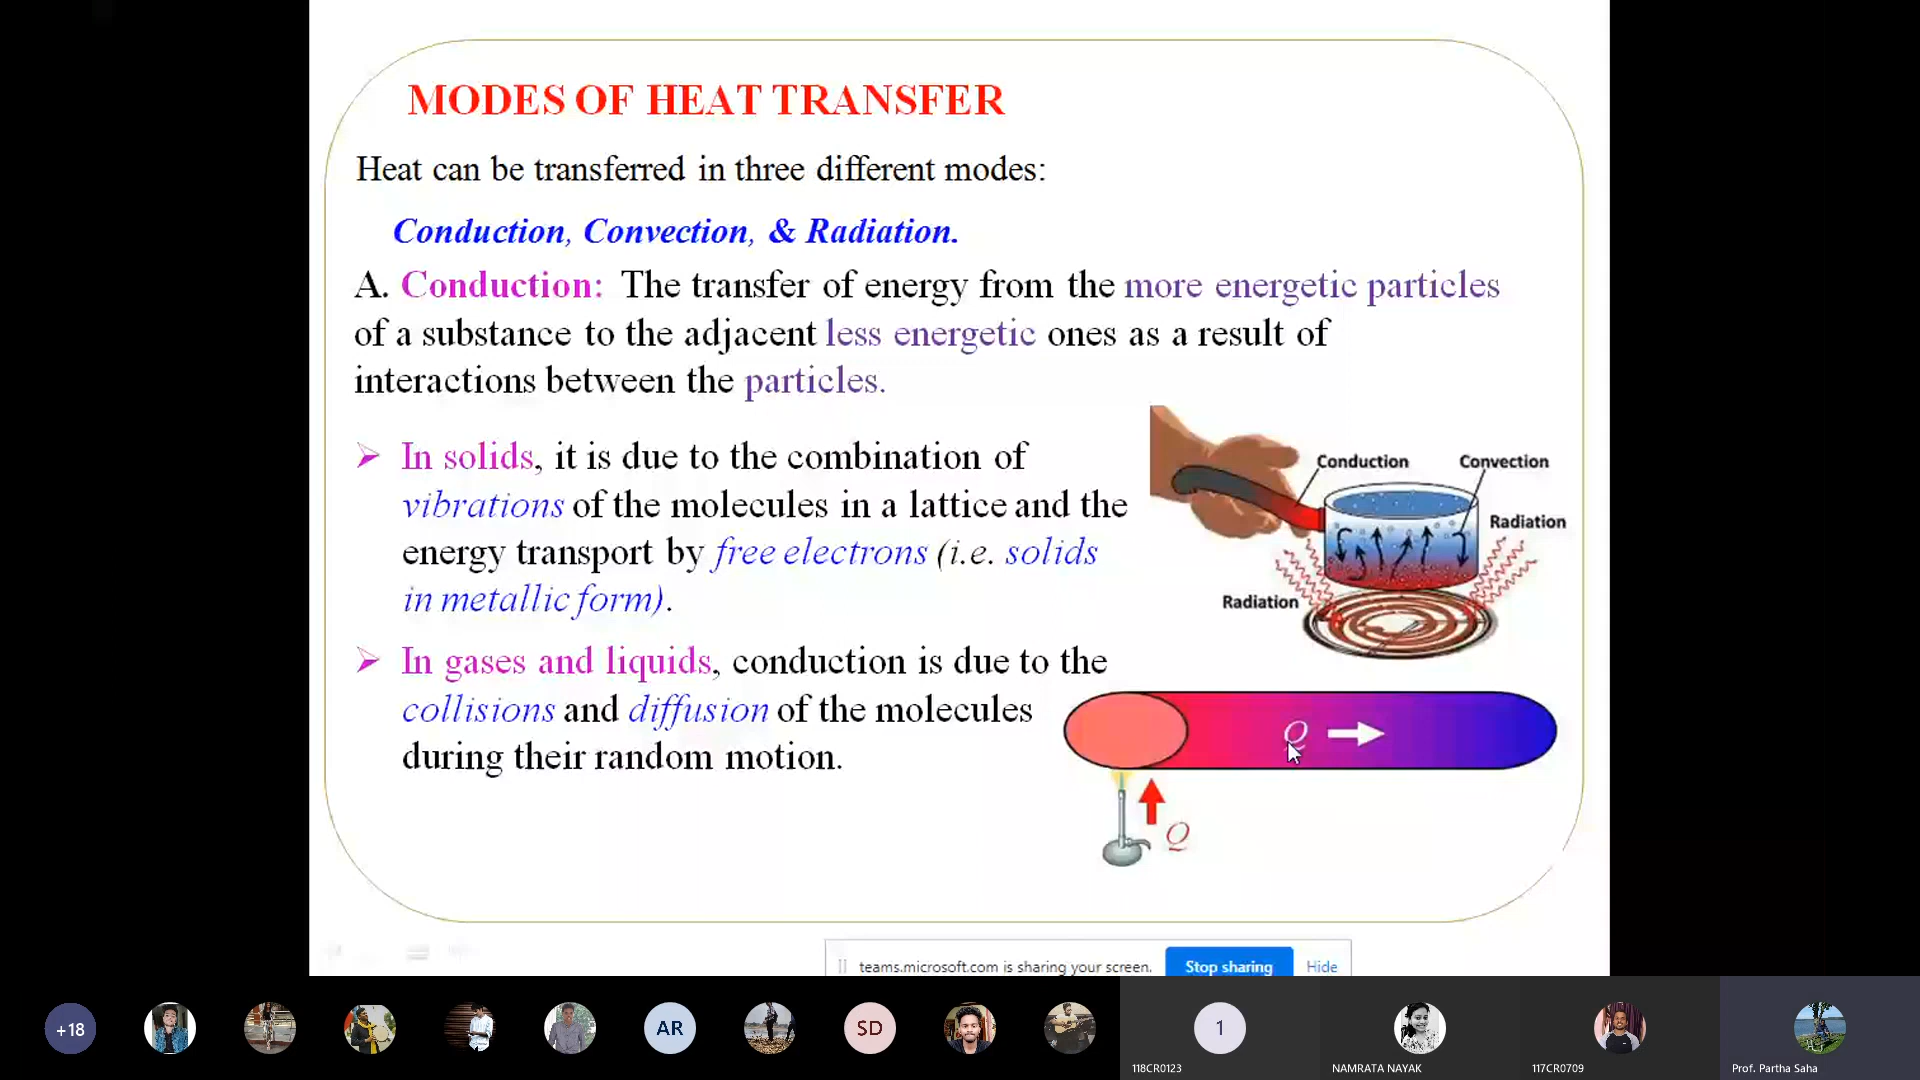 MODES OF HEAT TRANSFER
Heat can be transferred in three different modes:
Conduction, Convection, & Radiation.
A. Conduction: The transfer of energy from the more energetic particles
of a substance to the adjacent less energetic ones as a result of
interactions between the particles.
➢ In solids, it is due to the combination of
vibrations of the molecules in a lattice and the
energy transport by free electrons (i.e. solids
in metallic form).
➢ In gases and liquids, conduction is due to the
collisions and diffusion of the molecules
during their random motion.
Conduction
Convection
Radiation
Radiation
Q
Q
teams.microsoft.com is sharing your screen.
Stop sharing
Hide
+18
AR
SD
1
118CR0123
NAMRATA NAYAK
117CR0709
Prof. Partha Saha